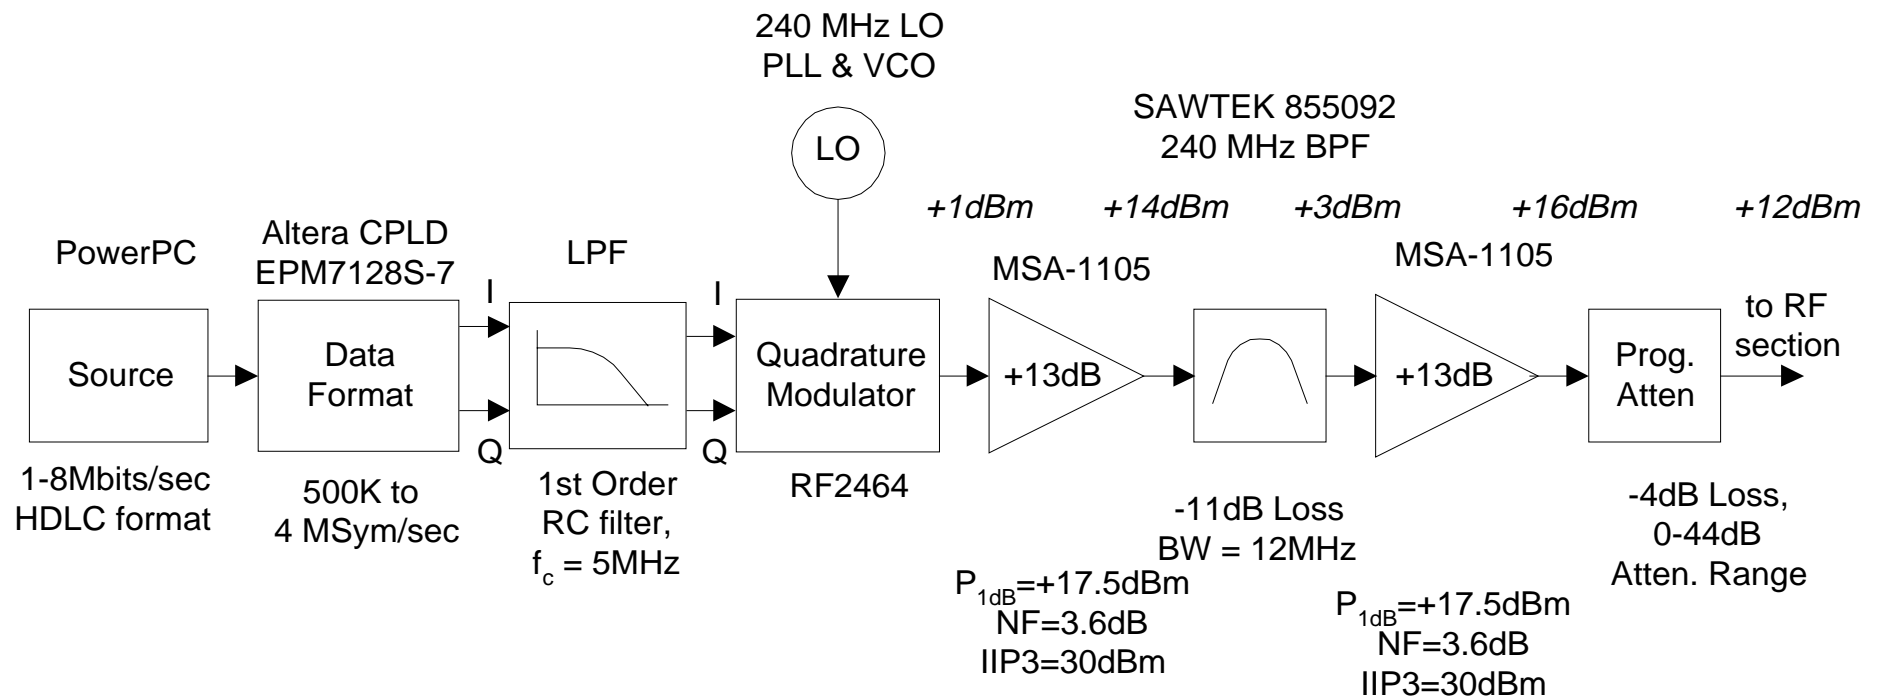 240 MHz LO
PLL & VCO
LO
SAWTEK 855092
240 MHz BPF
+1dBm
+14dBm
+3dBm
+16dBm
+12dBm
PowerPC
Altera CPLD
EPM7128S-7
LPF
MSA-1105
MSA-1105
I
I
to RF
section
Source
Data
Format
Quadrature
Modulator
+13dB
+13dB
Prog.
Atten
Q
Q
1-8Mbits/sec
HDLC format
500K to
4 MSym/sec
1st Order
RC filter,
fc = 5MHz
RF2464
-11dB Loss
BW = 12MHz
-4dB Loss,
0-44dB
Atten. Range
P1dB=+17.5dBm
NF=3.6dB
IIP3=30dBm
P1dB=+17.5dBm
NF=3.6dB
IIP3=30dBm